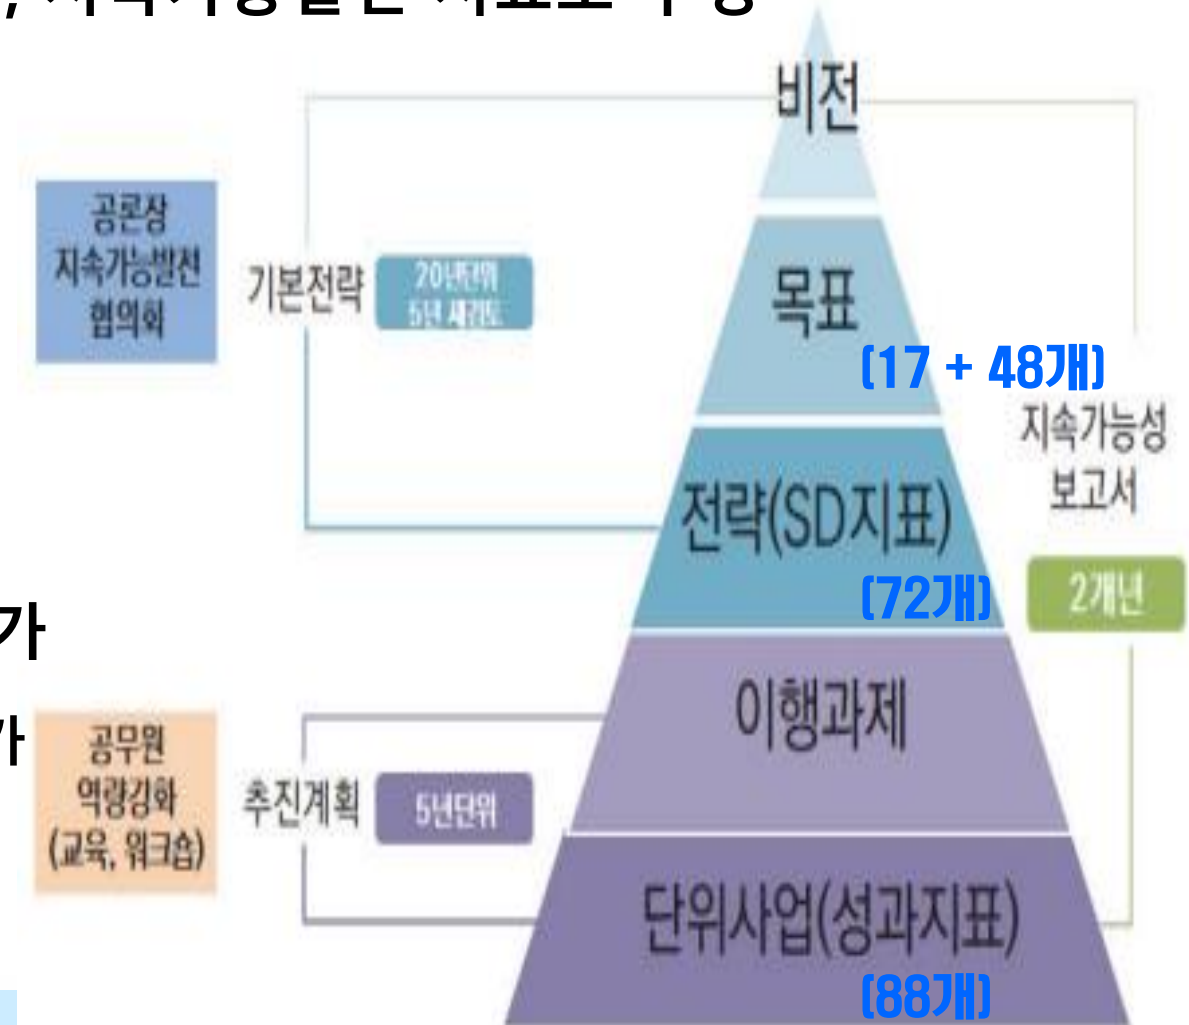 비전
공론장
지속가능발전
협의회
기본전략
20년단위
5년 재검토
목표
(17 + 48개)
지속가능성
보고서
전략(SD지표)
(72개)
2개년
가
이행과제
공무원
역량강화
(교육, 워크숍)
추진계획
5년단위
단위사업(성과지표)
(88개)